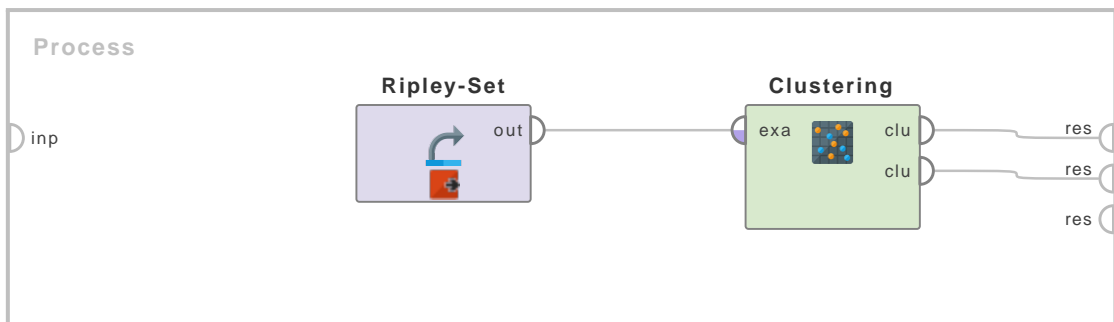 Process
Ripley-Set
Clustering
inp
out
exa
clu
res
clu
res
res